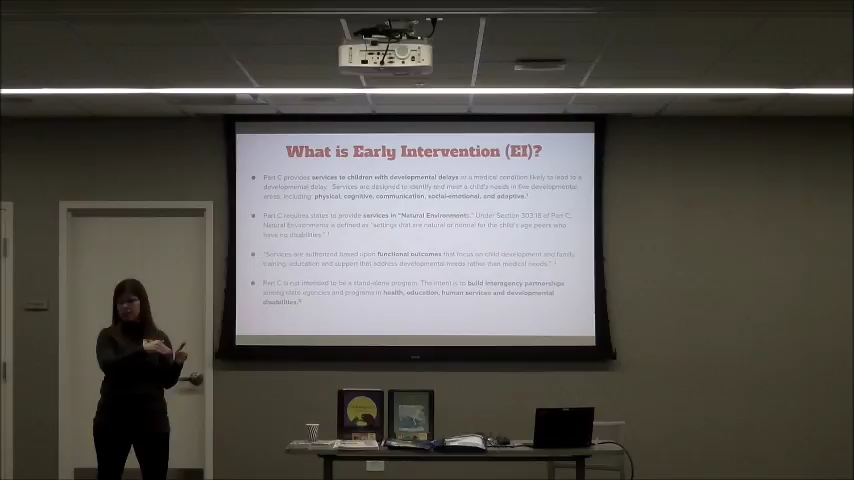 What is Early Intervention (EI)?
Part C provides services to children with developmental delays or a medical condition likely to lead to a
developmental delay. Services are designed to identify and meet a child's needs in five developmental
areas, including physical, cognitive, communication, social-emotional, and adaptive.
Part C requires states to provide services in "Natural Environments." Under Section 303.18 of Part C,
Natural Environments is defined as "settings that are natural or normal for the child's age peers who
have no disabilities."
"Services are authorized based upon functional outcomes that focus on child development and family
training, education and support that address developmental needs rather than medical needs."
Part C is not intended to be a stand-alone program. The intent is to build interagency partnerships
among state agencies and programs in health, education, human services and developmental
disabilities.